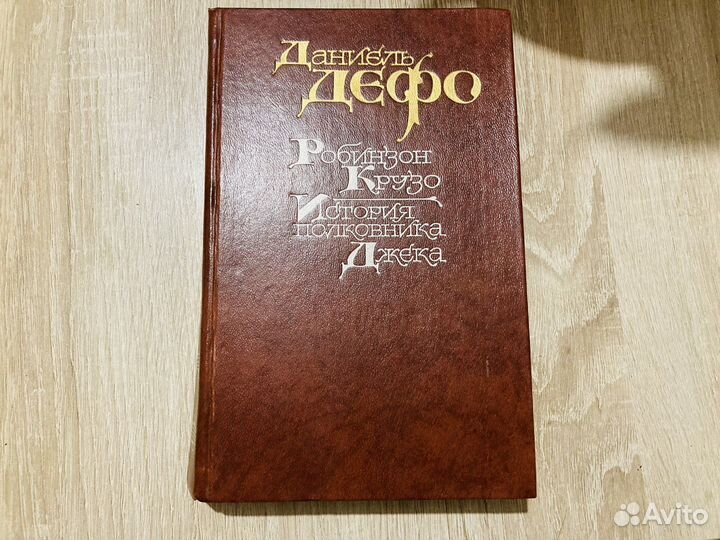 Даниель
ДЕФО
Робинзон
Крузо
История
полковника
Джека
Avito